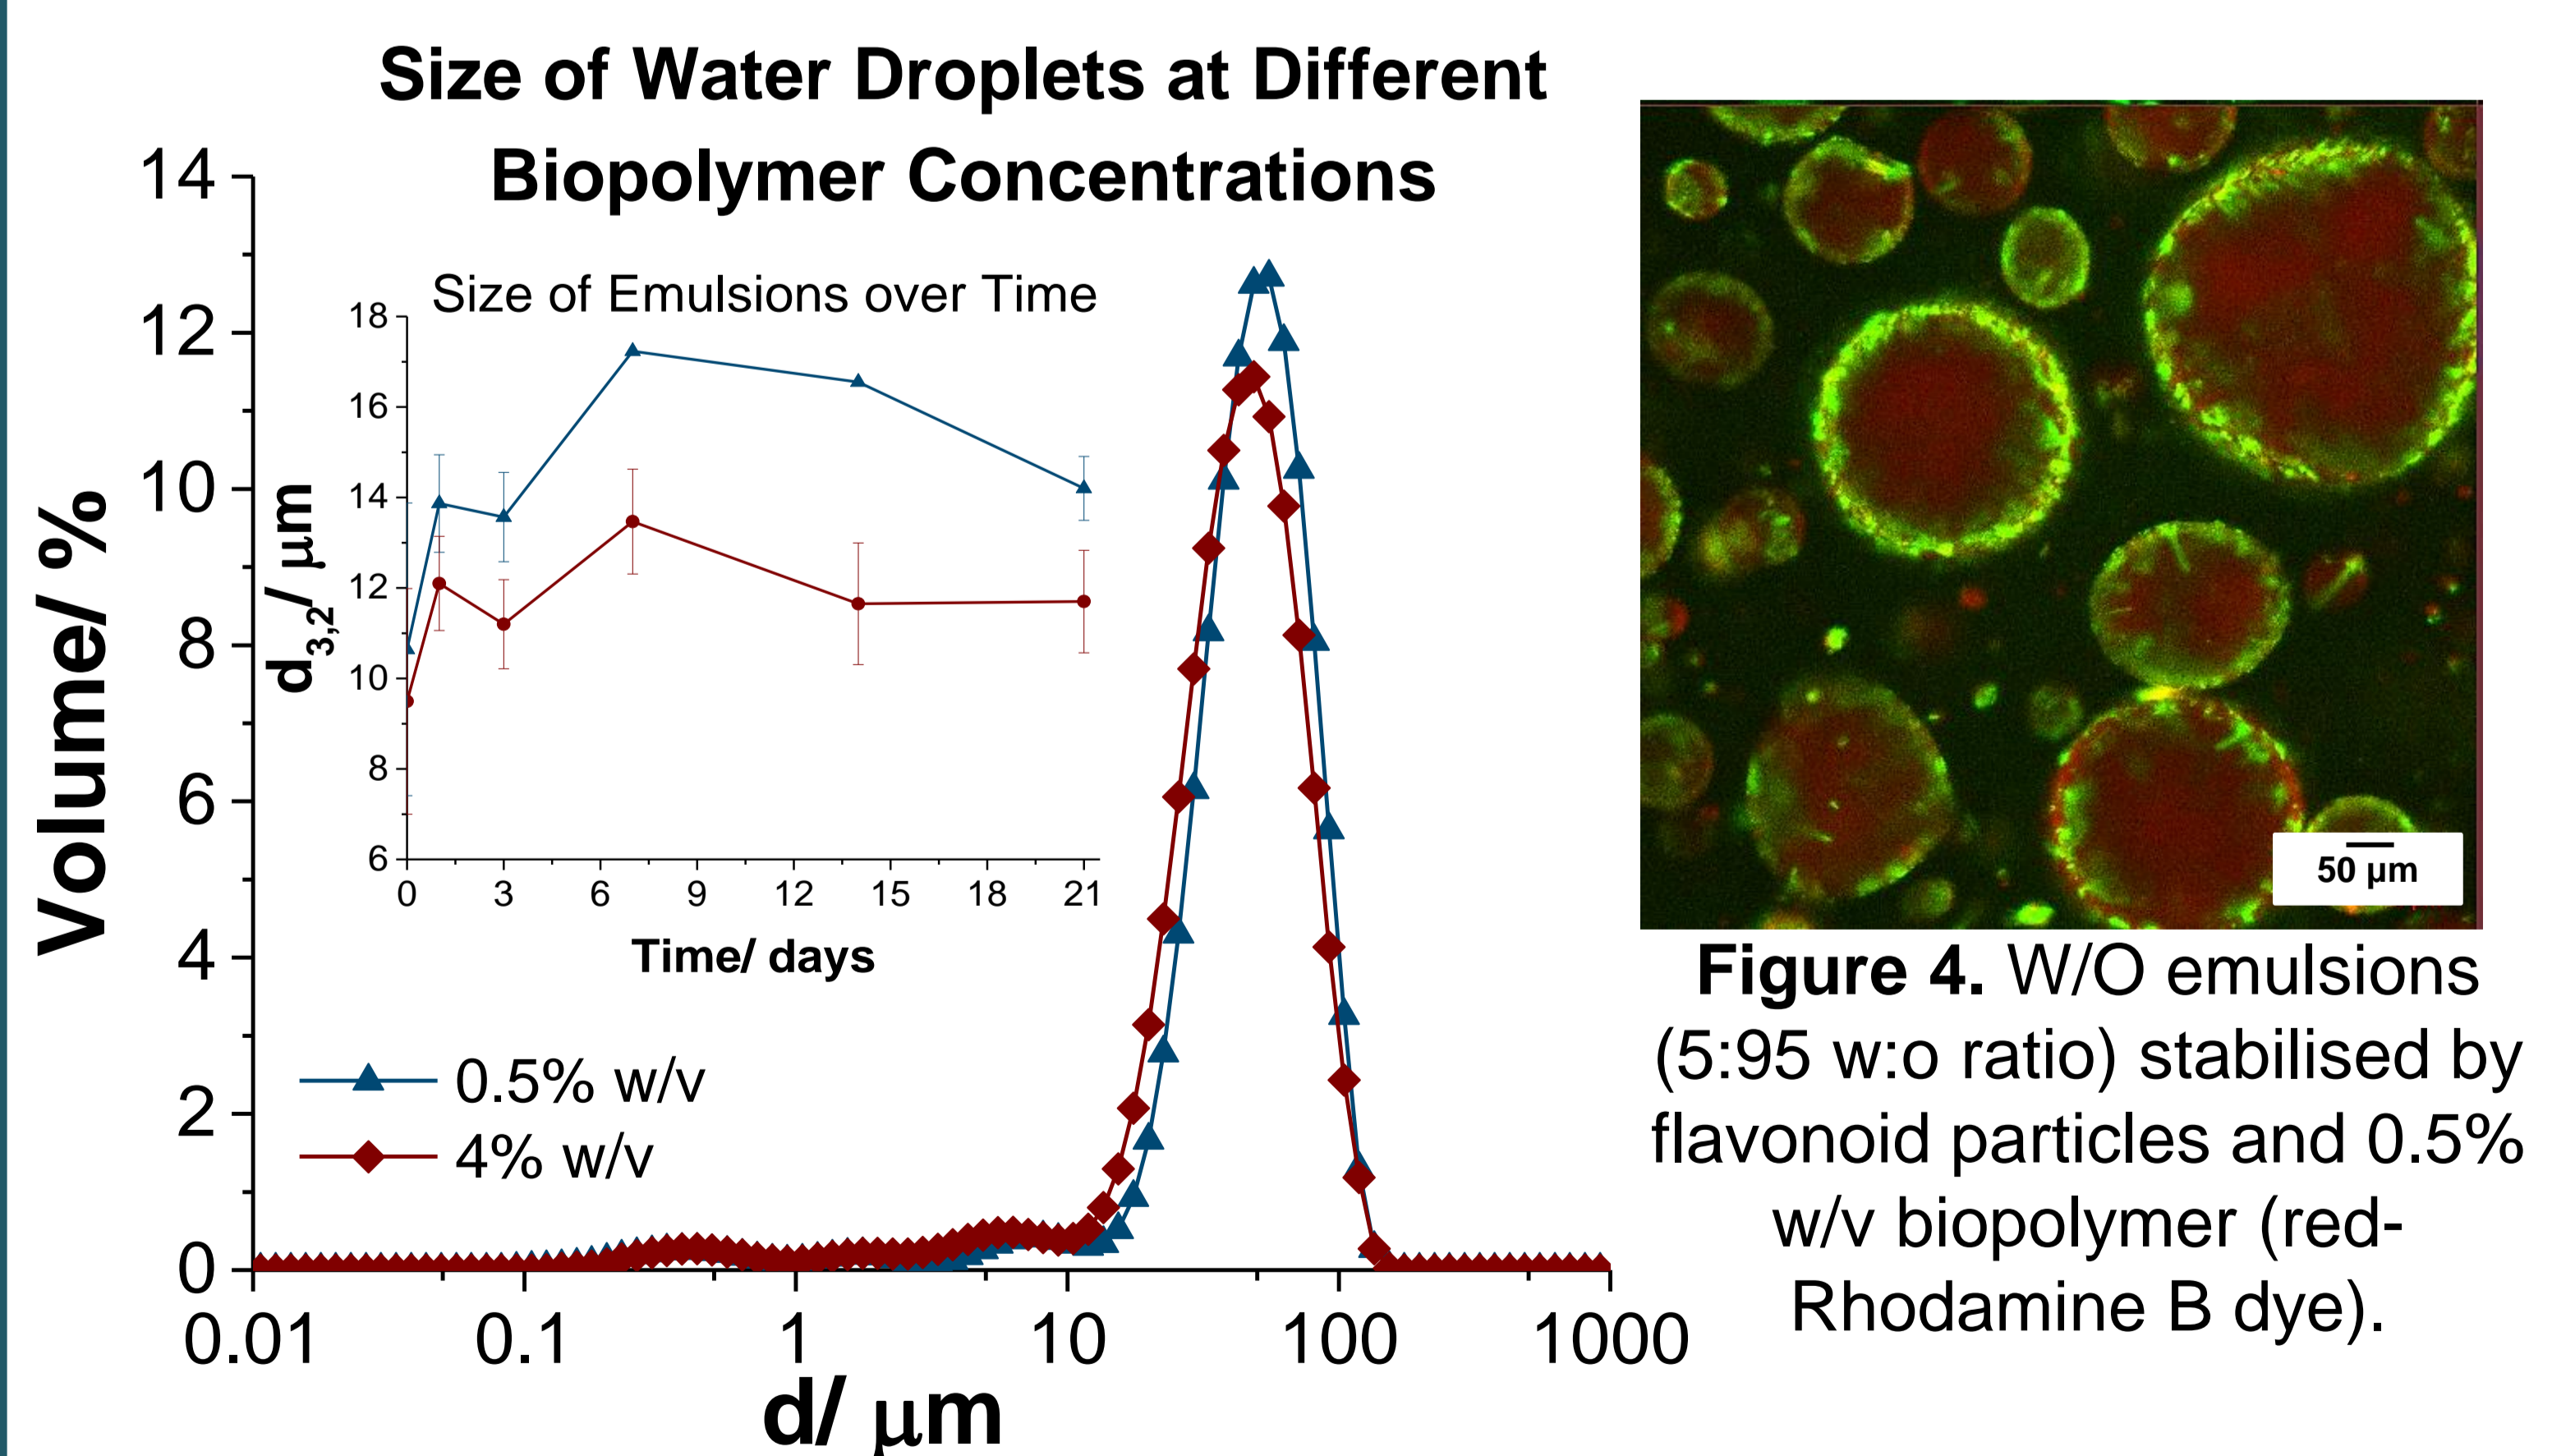 Size of Water Droplets at Different
Biopolymer Concentrations
Volume/ %
14
12
10
8
6
4
2
0
0.01
0.1
1
10
100
1000
d/ μm
Size of Emulsions over Time
d3,2/ μm
18
16
14
12
10
8
6
0
3
6
9
12
15
18
21
Time/ days
0.5% w/v
4% w/v
50 μm
Figure 4. W/O emulsions
(5:95 w:o ratio) stabilised by
flavonoid particles and 0.5%
w/v biopolymer (red-
Rhodamine B dye).